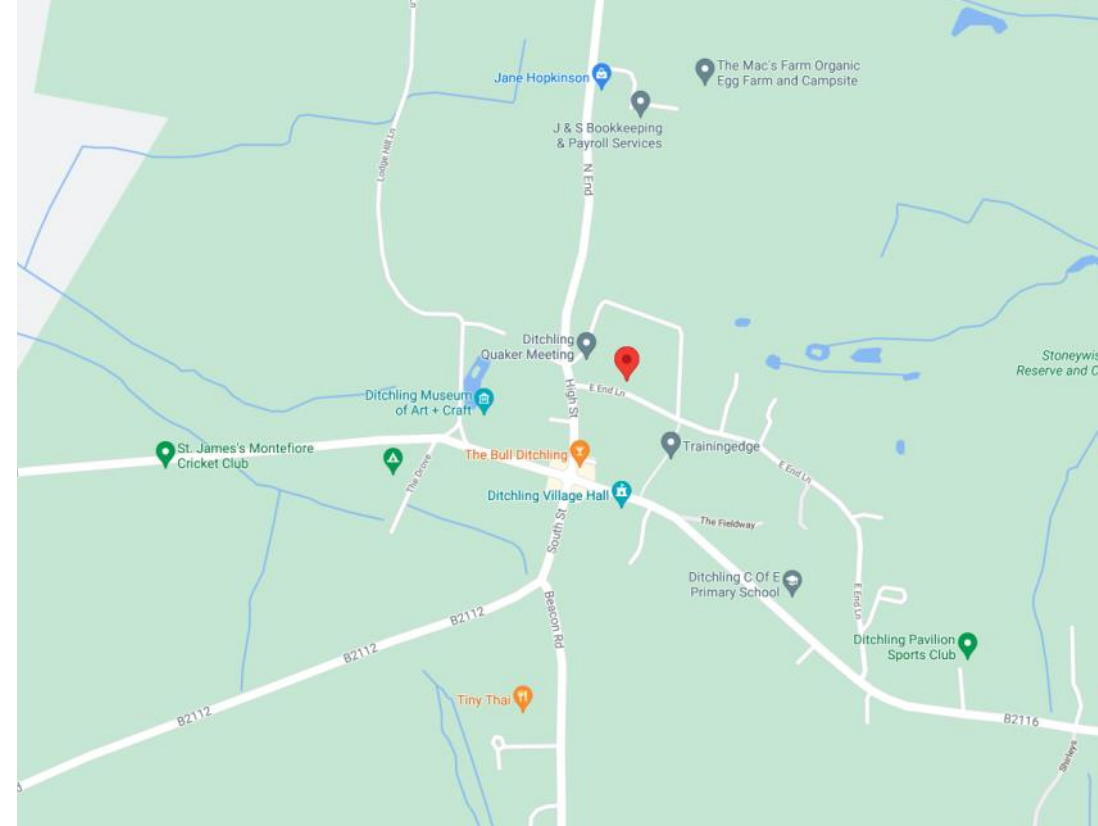 Ln
Jane Hopkinson
The Mac's Farm Organic
Egg Farm and Campsite
J & S Bookkeeping
& Payroll Services
Lodge Hill Ln
N End
Ditchling
Quaker Meeting
Stoneywis
Reserve and C
High St
E End Ln
Ditchling Museum
of Art + Craft
St. James's Montefiore
Cricket Club
The Drove
The Bull Ditchling
Trainingedge
E End Ln
Ditchling Village Hall
The Fieldway
South St
Ditchling C Of E
Primary School
E End Ln
Beacon Rd
B2112
B2112
B2112
Ditchling Pavilion
Sports Club
Tiny Thai
B2116
Shirleys